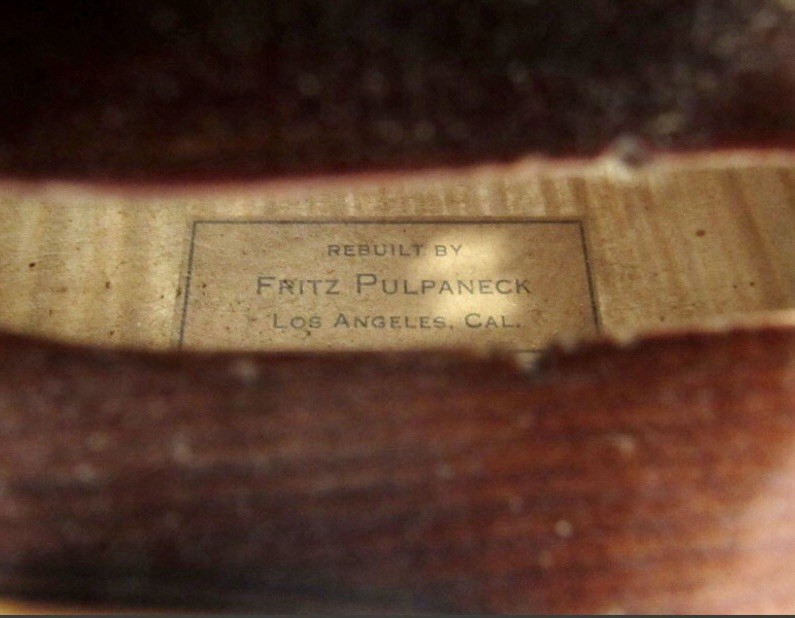 REBUILT BY
FRITZ PULPANECK
LOS ANGELES, CAL.